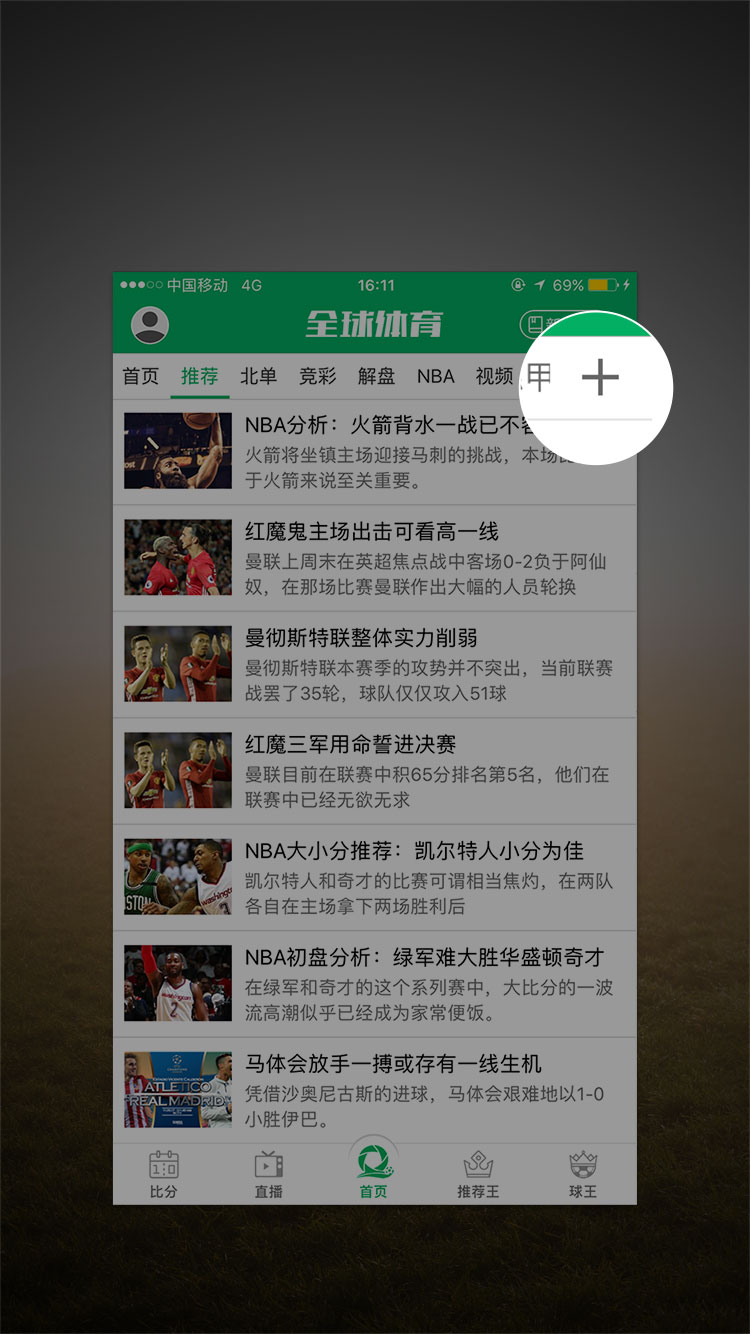 中国移动 4G 16:11 69%
全球体育
首页 推荐 北单 竞彩 解盘 NBA 视频 甲 +
NBA分析：火箭背水一战已不容
火箭将坐镇主场迎接马刺的挑战，本场比
于火箭来说至关重要。
红魔鬼主场出击可看高一线
曼联上周末在英超焦点战中客场0-2负于阿仙
奴，在那场比赛曼联作出大幅的人员轮换
曼彻斯特联整体实力削弱
曼彻斯特联本赛季的攻势并不突出，当前联赛
战罢了35轮，球队仅仅攻入51球
红魔三军用命誓进决赛
曼联目前在联赛中积65分排名第5名，他们在
联赛中已经无欲无求
NBA大小分推荐：凯尔特人小分为佳
凯尔特人和奇才的比赛可谓相当焦灼，在两队
各自在主场拿下两场胜利后
NBA初盘分析：绿军难大胜华盛顿奇才
在绿军和奇才的这个系列赛中，大比分的一波
流高潮似乎已经成为家常便饭。
ATLETICO
REAL MADRID
马体会放手一搏或存有一线生机
凭借沙奥尼古斯的进球，马体会艰难地以1-0
小胜伊巴。
比分 直播 首页 推荐王 球王